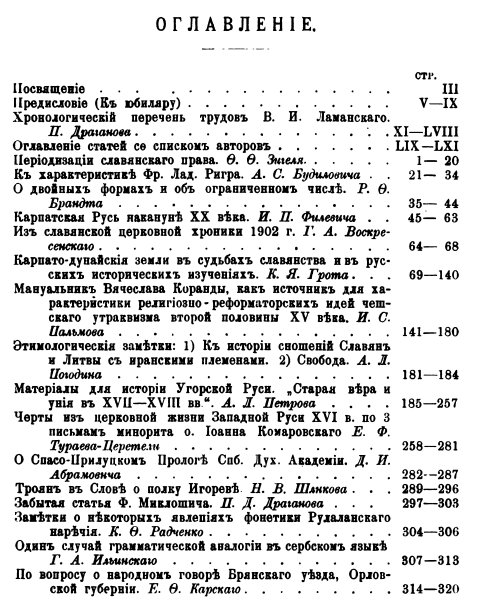 ОГЛАВЛЕНІЕ.
СТР.
Посвященіе . . . . . . . . . . . . . . . III
Предисловіе (Къ юбиляру) . . . . . . . . . . V—IX
Хронологическій перечень трудовъ В. И. Ламанскаго.
П. Драганова. . . . . . . . . . . . . . XI—LVIII
Оглавленіе статей со спискомъ авторовъ . . . . . . LIX—LXI
Періодизаціи славянскаго права. Ѳ. Ѳ. Зигеля . . . . . 1— 20
Къ характеристикѣ Фр. Лад. Ригра. А. С. Будиловича . . 21— 34
О двойныхъ формахъ и объ ограниченномъ числѣ. Р. Ѳ.
Брандта . . . . . . . . . . . . . . 35— 44
Карпатская Русь наканунѣ XX вѣка. И. П. Филевича . . 45— 63
Изъ славянской церковной хроники 1902 г. Г. А. Воскре-
сенскаго . . . . . . . . . . . . . . 64— 68
Карпато-дунайскія земли въ судьбахъ славянства и въ рус-
скихъ историческихъ изученіяхъ. К. Я. Грота . . . . 69—140
Мануальникъ Вячеслава Коранды, какъ источникъ для ха-
рактеристики религіозно-реформаторскихъ идей чеш-
скаго утраквизма второй половины XV вѣка. И. С.
Пальмова . . . . . . . . . . . . . . 141—180
Этимологическія замѣтки: 1) Къ исторіи сношеній Славянъ
и Литвы съ иранскими племенами. 2) Свобода. А. Л.
Погодина . . . . . . . . . . . . . . 181—184
Матеріалы для исторіи Угорской Руси. „Старая вѣра и
унія въ XVII—XVIII вв.“. А. Л. Петрова . . . . . 185—257
Черты изъ церковной жизни Западной Руси XVI в. по 3
письмамъ минорита о. Іоанна Комаровскаго Е. Ф.
Тураева-Церетели . . . . . . . . . . . 258—281
О Спасо-Прилуцкомъ Прологѣ Спб. Дух. Академіи. Д. И.
Абрамовича . . . . . . . . . . . . . 282—287
Троянъ въ Словѣ о полку Игоревѣ. Н. В. Шлякова . . . 289—296
Забытая статья Ф. Миклошича. П. Д. Драганова . . . 297—303
Замѣтки о нѣкоторыхъ явленіяхъ фонетики Рудаланскаго
нарѣчія. К. Ѳ. Радченко . . . . . . . . . 304—306
Одинъ случай грамматической аналогіи въ сербскомъ языкѣ
Г. А. Ильинскаго . . . . . . . . . . . 307—313
По вопросу о народномъ говорѣ Брянскаго уѣзда, Орлов-
ской губерніи. Е. Ѳ. Карскаго . . . . . . . . 314—320